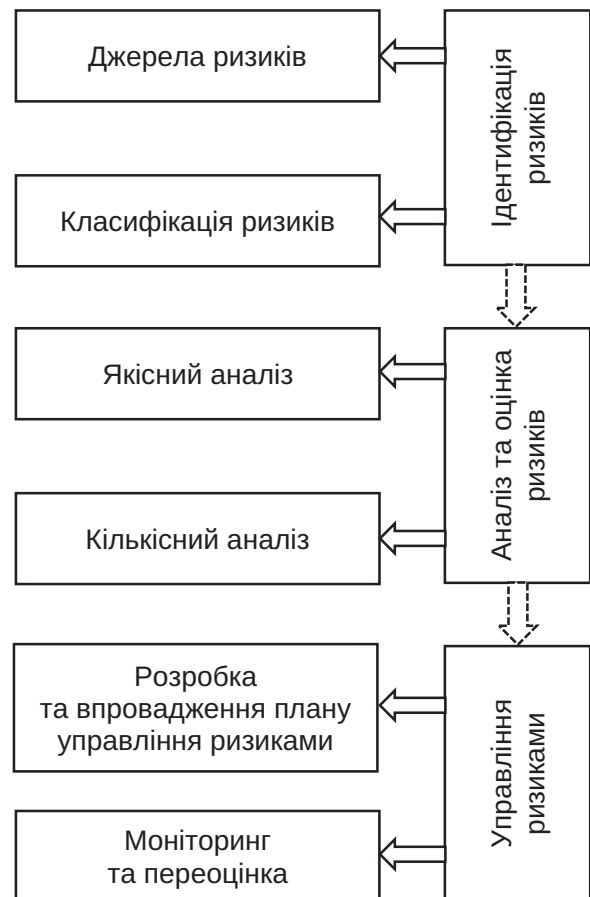 Джерела ризиків
Класифікація ризиків
Ідентифікація
ризиків
Якісний аналіз
Кількісний аналіз
Аналіз та оцінка
ризиків
Розробка
та впровадження плану
управління ризиками
Моніторинг
та переоцінка
Управління
ризиками